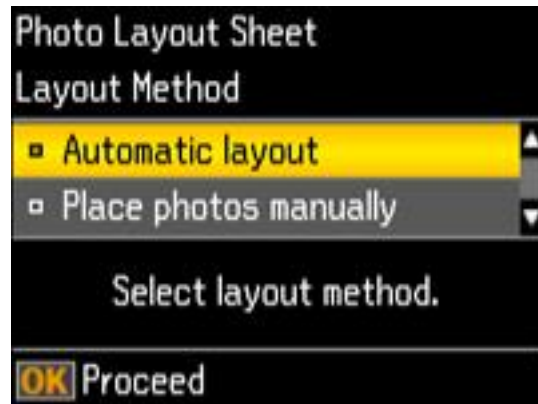 Photo Layout Sheet
Layout Method
Automatic layout
Place photos manually
Select layout method.
OK Proceed